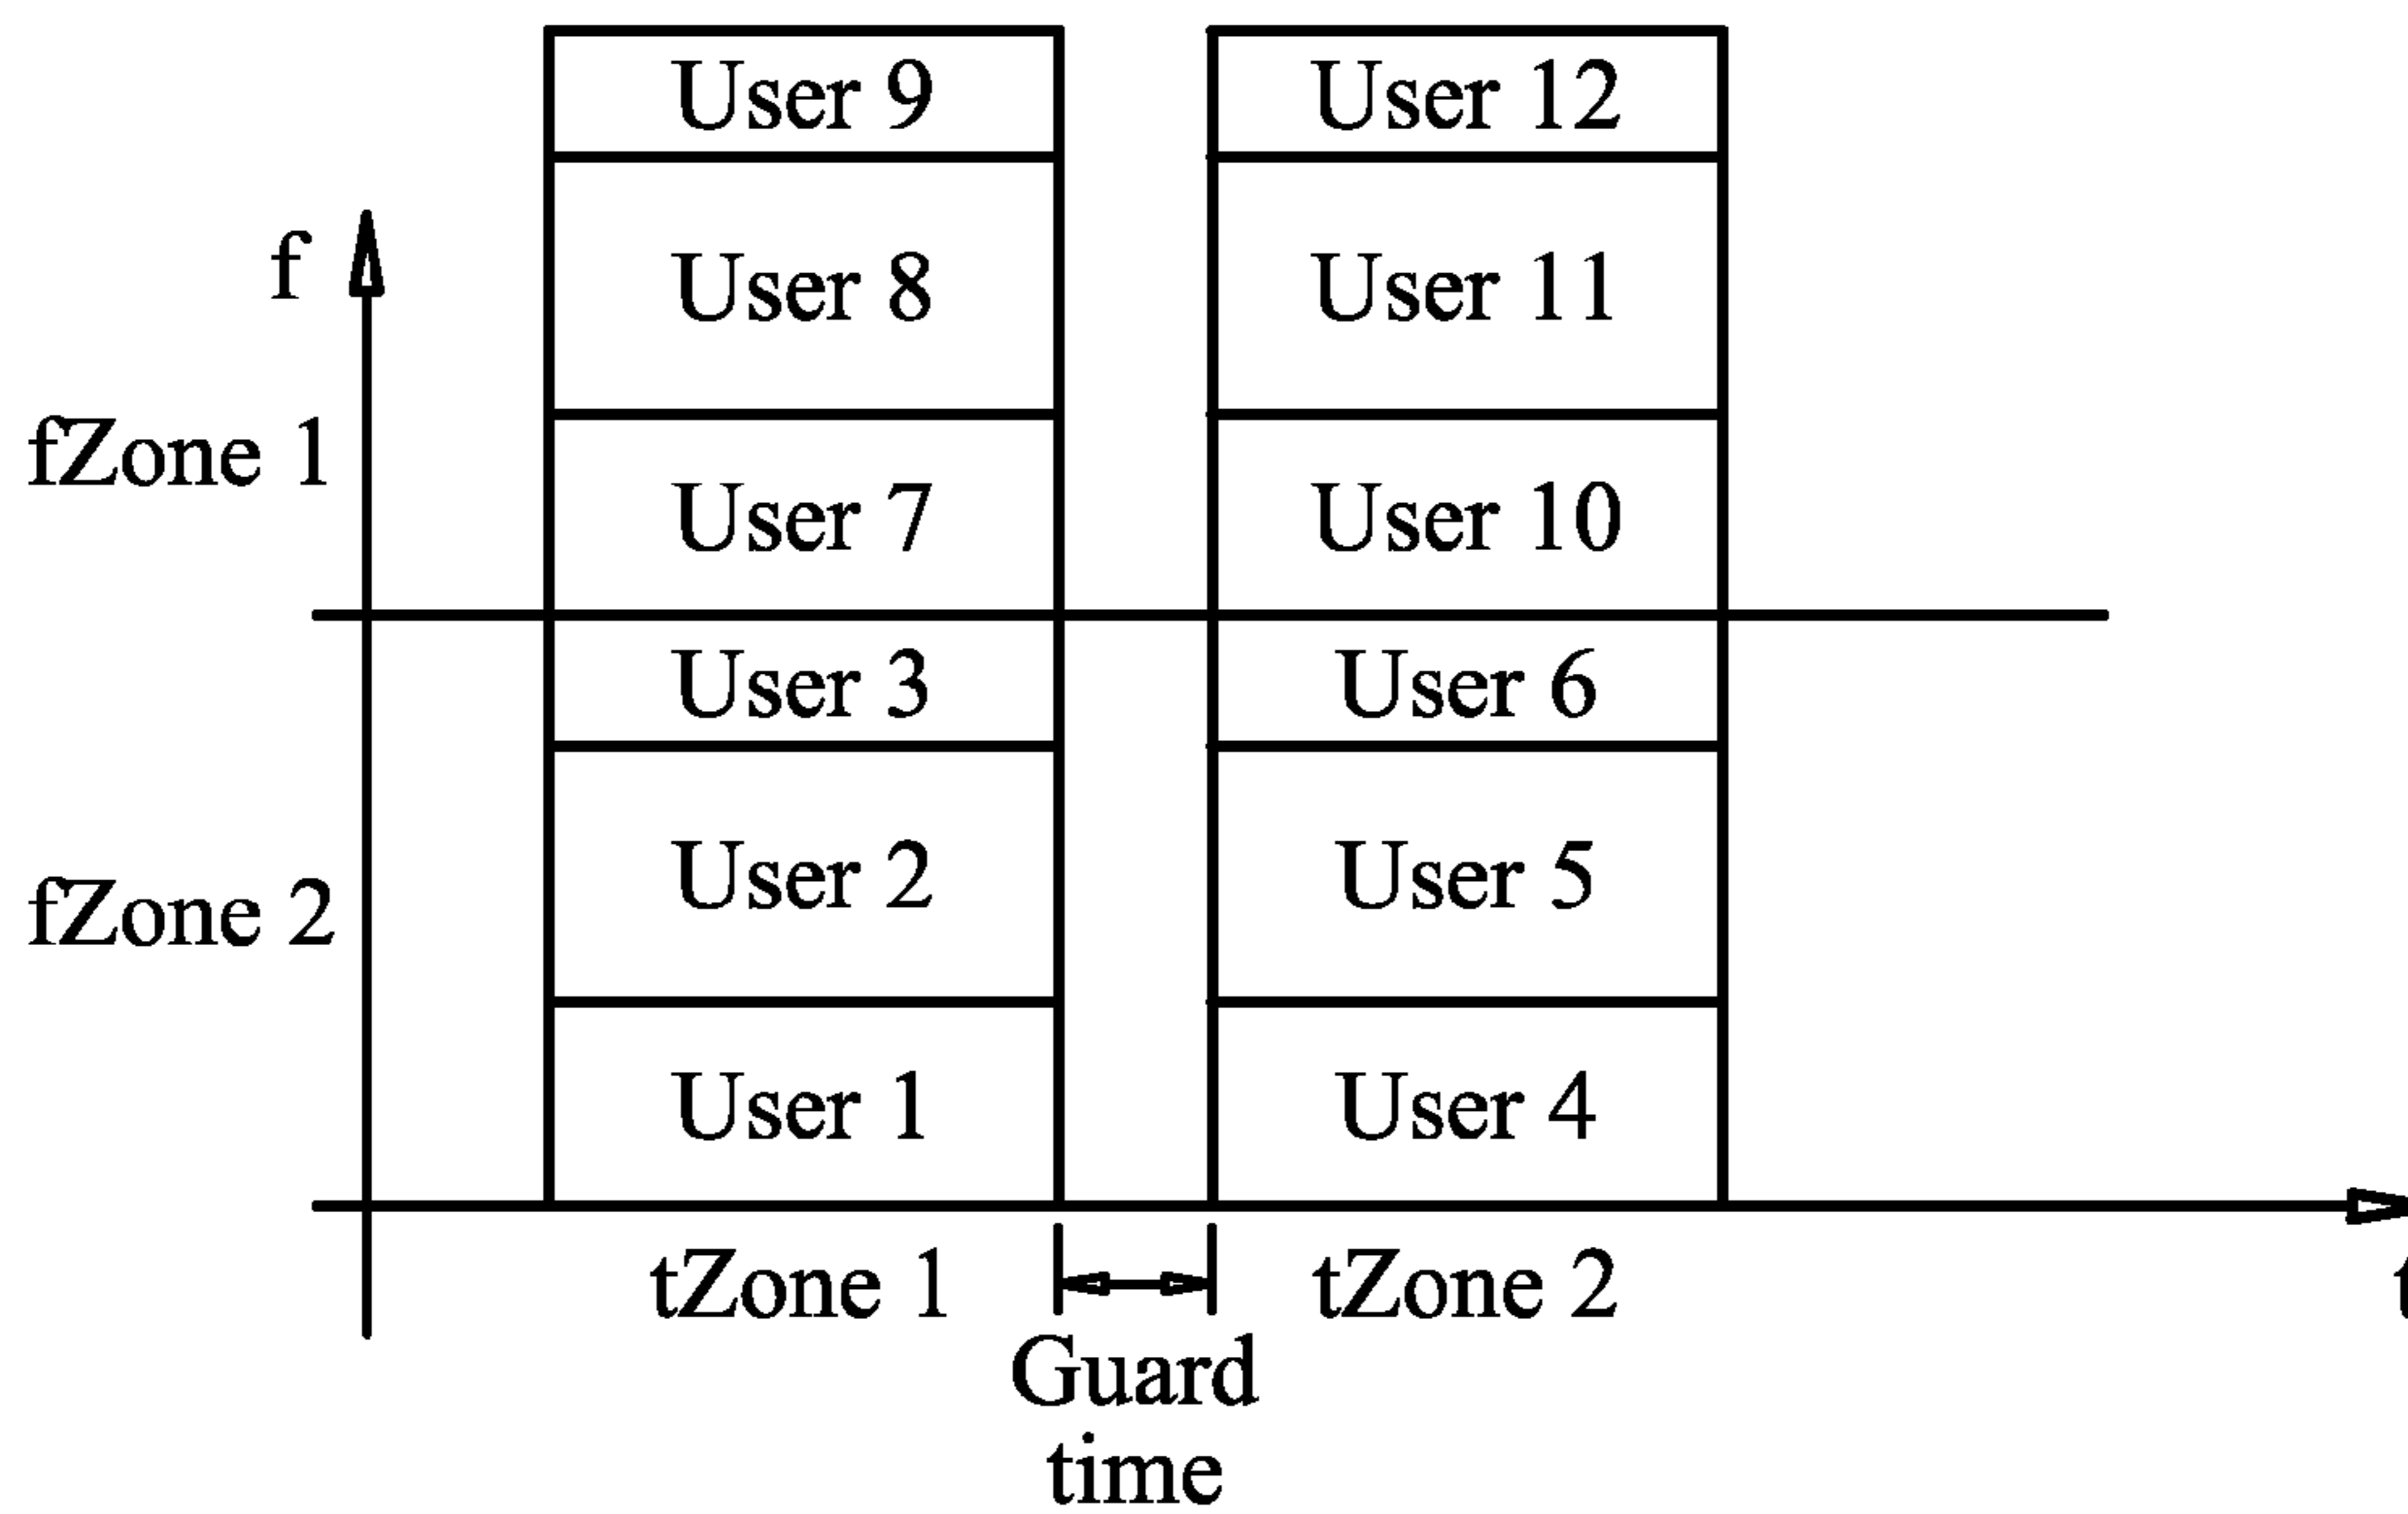 User 9
User 12
f
User 8
User 11
fZone 1
User 7
User 10
User 3
User 6
fZone 2
User 2
User 5
User 1
User 4
tZone 1
tZone 2
t
Guard
time